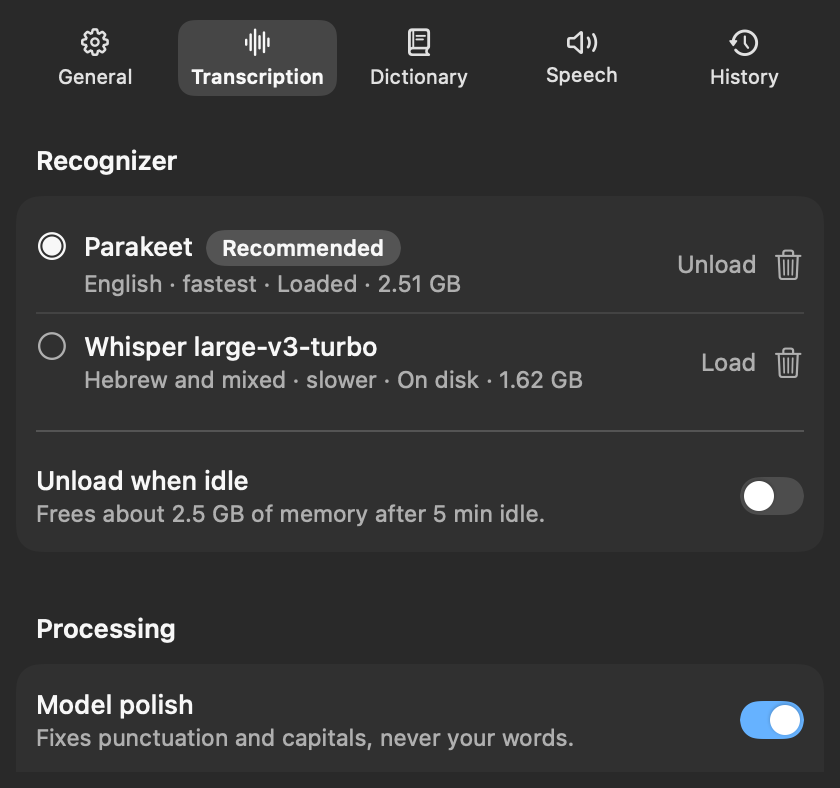 General
Transcription
Dictionary
Speech
History
Recognizer
Parakeet Recommended
English · fastest · Loaded · 2.51 GB
Unload
Whisper large-v3-turbo
Hebrew and mixed · slower · On disk · 1.62 GB
Load
Unload when idle
Frees about 2.5 GB of memory after 5 min idle.
Processing
Model polish
Fixes punctuation and capitals, never your words.